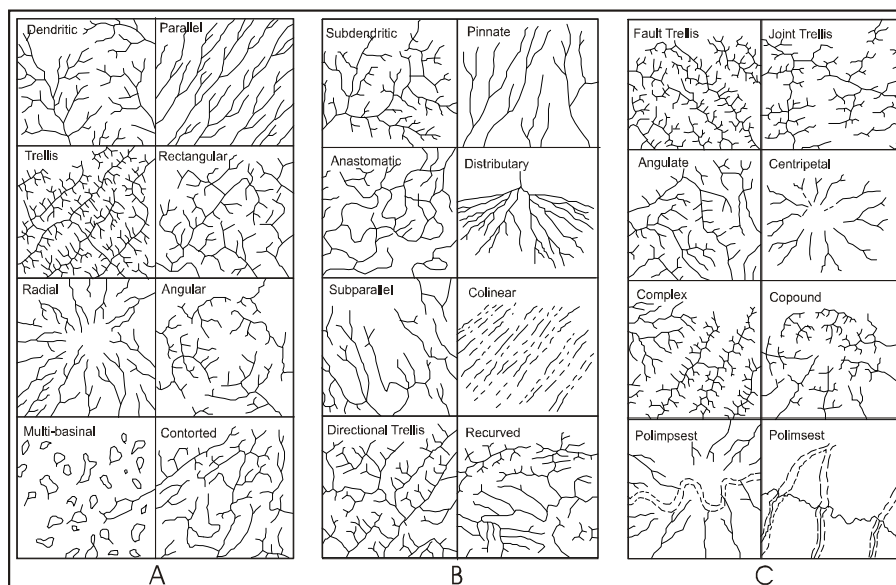 Dendritic
Parallel
Trellis
Rectangular
Radial
Angular
Multi-basinal
Contorted
A
Subdendritic
Pinnate
Anastomatic
Distributary
Subparallel
Colinear
Directional Trellis
Recurved
B
Fault Trellis
Joint Trellis
Angulate
Centripetal
Complex
Copound
Polimpsest
Polimsest
C